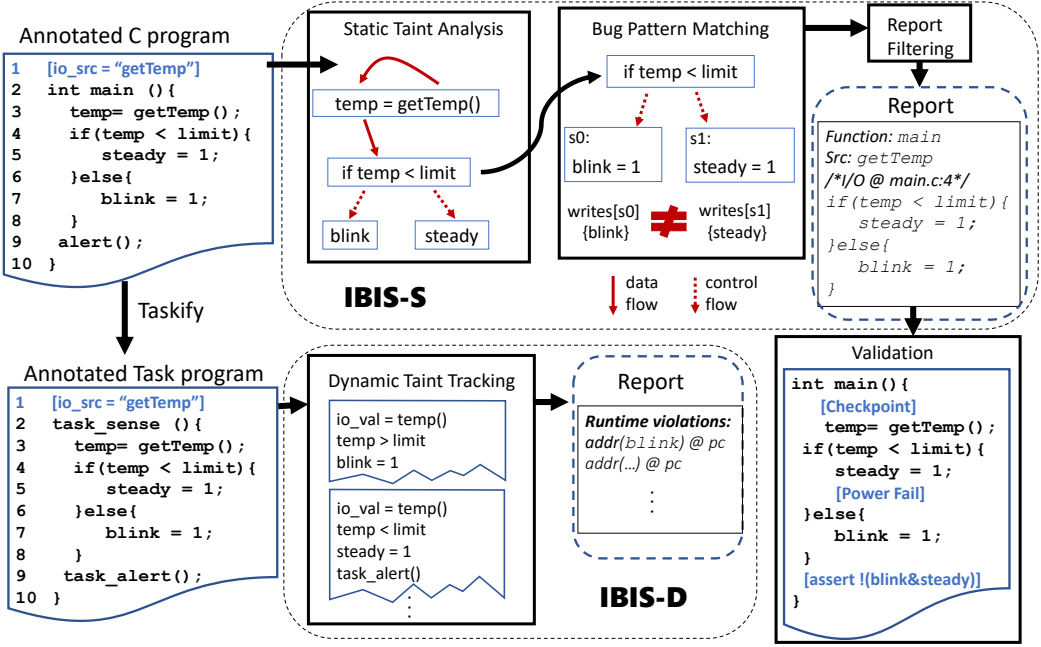 Annotated C program
1 [io_src = “getTemp”]
2 int main (){
3 temp= getTemp();
4 if(temp < limit){
5 steady = 1;
6 }else{
7 blink = 1;
8 }
9 alert();
10 }
Taskify
Static Taint Analysis
temp = getTemp()
if temp < limit
blink
steady
IBIS-S
Bug Pattern Matching
if temp < limit
s0:
blink = 1
s1:
steady = 1
writes[s0]
{blink}
≠
writes[s1]
{steady}
data
flow
control
flow
Report
Filtering
Report
Function: main
Src: getTemp
/*I/O @ main.c:4*/
if(temp < limit){
steady = 1;
}else{
blink = 1;
}
Annotated Task program
1 [io_src = “getTemp”]
2 task_sense (){
3 temp= getTemp();
4 if(temp < limit){
5 steady = 1;
6 }else{
7 blink = 1;
8 }
9 task_alert();
10 }
Dynamic Taint Tracking
io_val = temp()
temp > limit
blink = 1
io_val = temp()
temp < limit
steady = 1
task_alert()
⋮
Report
Runtime violations:
addr(blink) @ pc
addr(…) @ pc
⋮
IBIS-D
Validation
int main(){
[Checkpoint]
temp= getTemp();
if(temp < limit){
steady = 1;
[Power Fail]
}else{
blink = 1;
}
[assert !(blink&steady)]
}